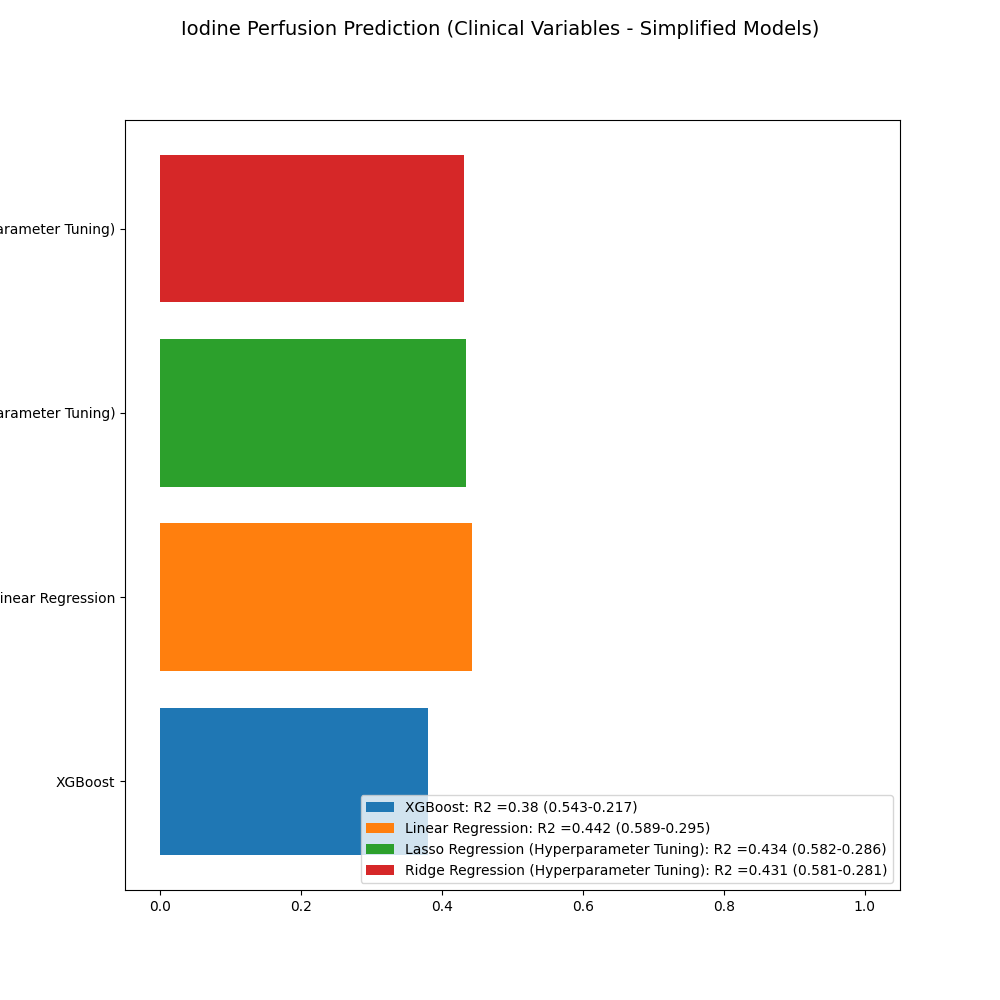 Iodine Perfusion Prediction (Clinical Variables - Simplified Models)
arameter Tuning)
arameter Tuning)
inear Regression
XGBoost
XGBoost: R2 =0.38 (0.543-0.217)
Linear Regression: R2 =0.442 (0.589-0.295)
Lasso Regression (Hyperparameter Tuning): R2 =0.434 (0.582-0.286)
Ridge Regression (Hyperparameter Tuning): R2 =0.431 (0.581-0.281)
0.0 0.2 0.4 0.6 0.8 1.0